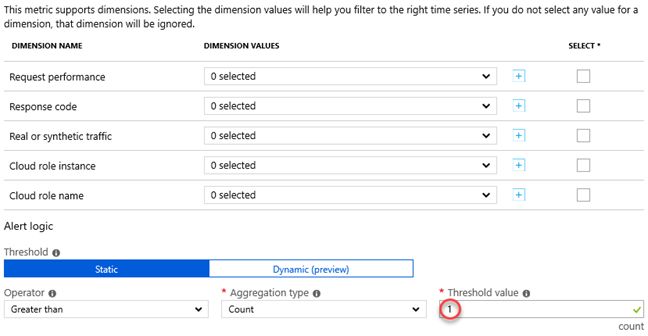 This metric supports dimensions. Selecting the dimension values will help you filter to the right time series. If you do not select any value for a
dimension, that dimension will be ignored.
DIMENSION NAME DIMENSION VALUES SELECT *
Request performance 0 selected +
Response code 0 selected +
Real or synthetic traffic 0 selected +
Cloud role instance 0 selected +
Cloud role name 0 selected +
Alert logic
Threshold
Static Dynamic (preview)
Operator * Aggregation type * Threshold value
Greater than Count 1
count